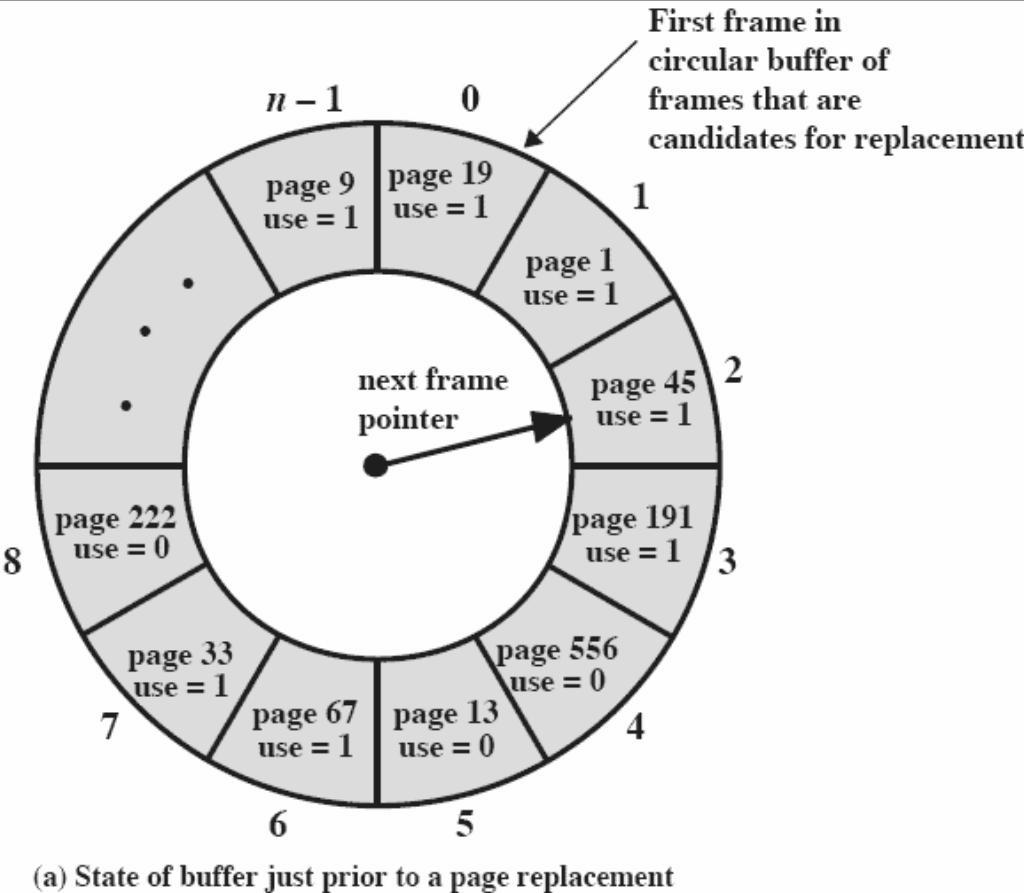 First frame in
circular buffer of
frames that are
candidates for replacement
n – 1
0
page 9
use = 1
page 19
use = 1
1
page 1
use = 1
2
page 45
use = 1
next frame
pointer
page 191
use = 1
3
page 556
use = 0
4
page 13
use = 0
5
page 67
use = 1
6
page 33
use = 1
7
page 222
use = 0
8
(a) State of buffer just prior to a page replacement